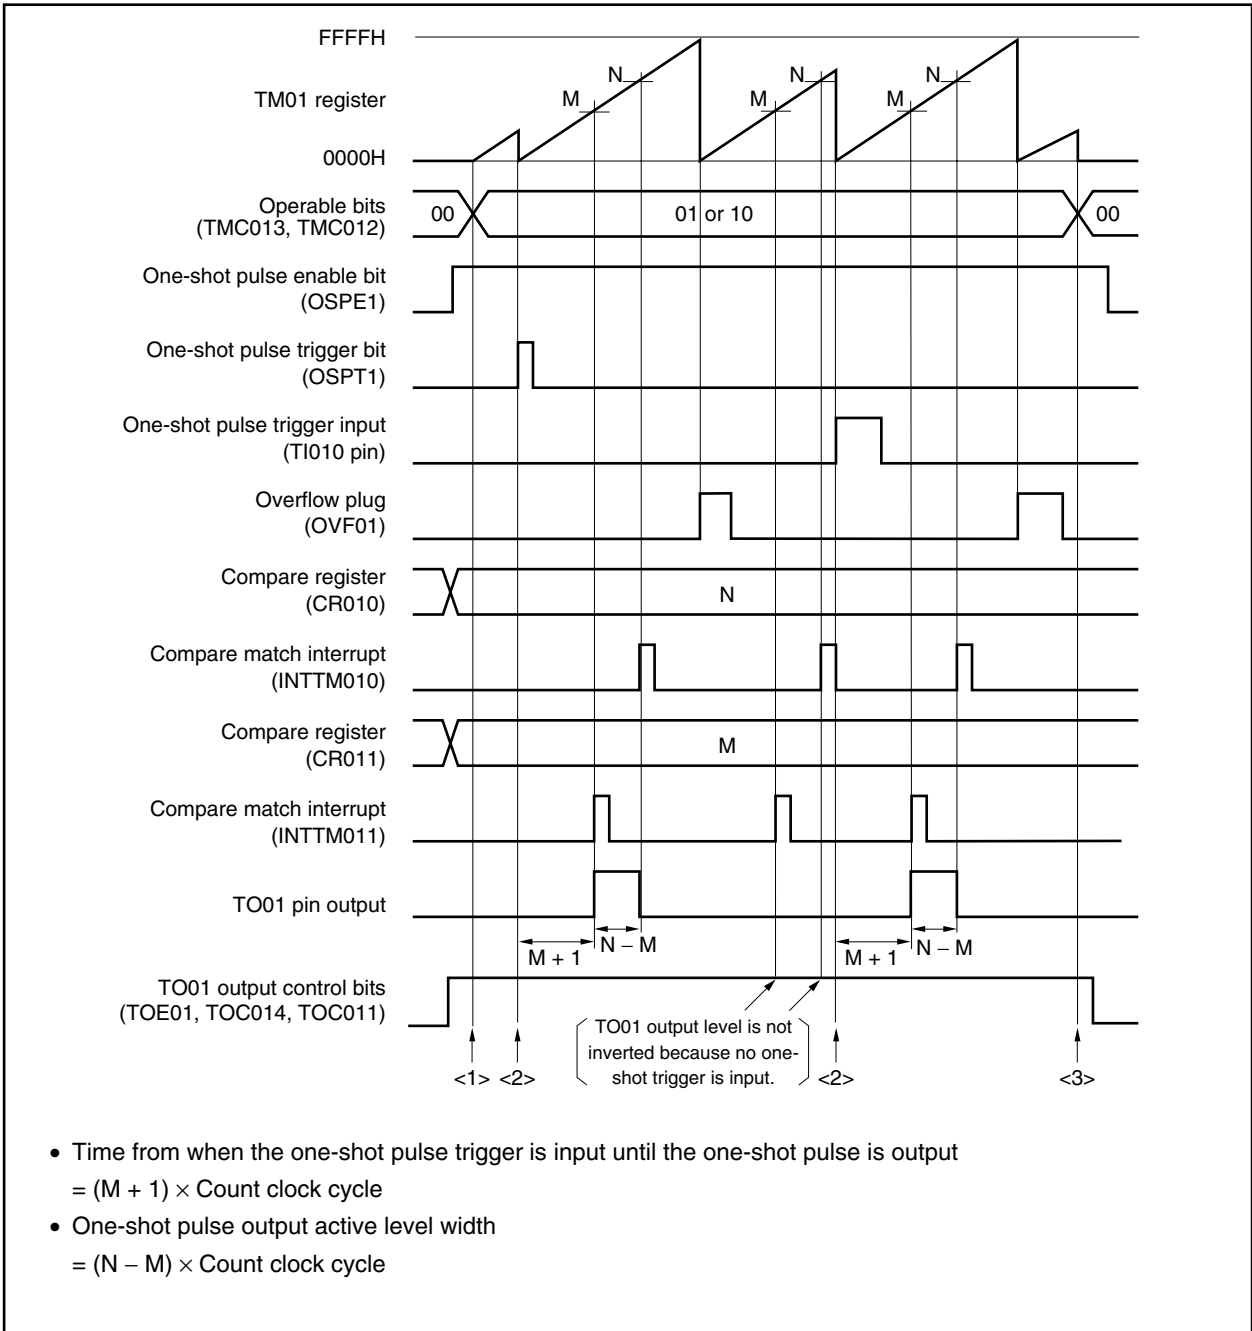 FFFFH
TM01 register
0000H
M
N
M
N
M
N
Operable bits
(TMC013, TMC012)
00
01 or 10
00
One-shot pulse enable bit
(OSPE1)
One-shot pulse trigger bit
(OSPT1)
One-shot pulse trigger input
(TI010 pin)
Overflow plug
(OVF01)
Compare register
(CR010)
N
Compare match interrupt
(INTTM010)
Compare register
(CR011)
M
Compare match interrupt
(INTTM011)
TO01 pin output
M + 1
N − M
M + 1
N − M
TO01 output control bits
(TOE01, TOC014, TOC011)
TO01 output level is not
inverted because no one-
shot trigger is input.
<1> <2> <2> <3>
• Time from when the one-shot pulse trigger is input until the one-shot pulse is output
= (M + 1) × Count clock cycle
• One-shot pulse output active level width
= (N − M) × Count clock cycle